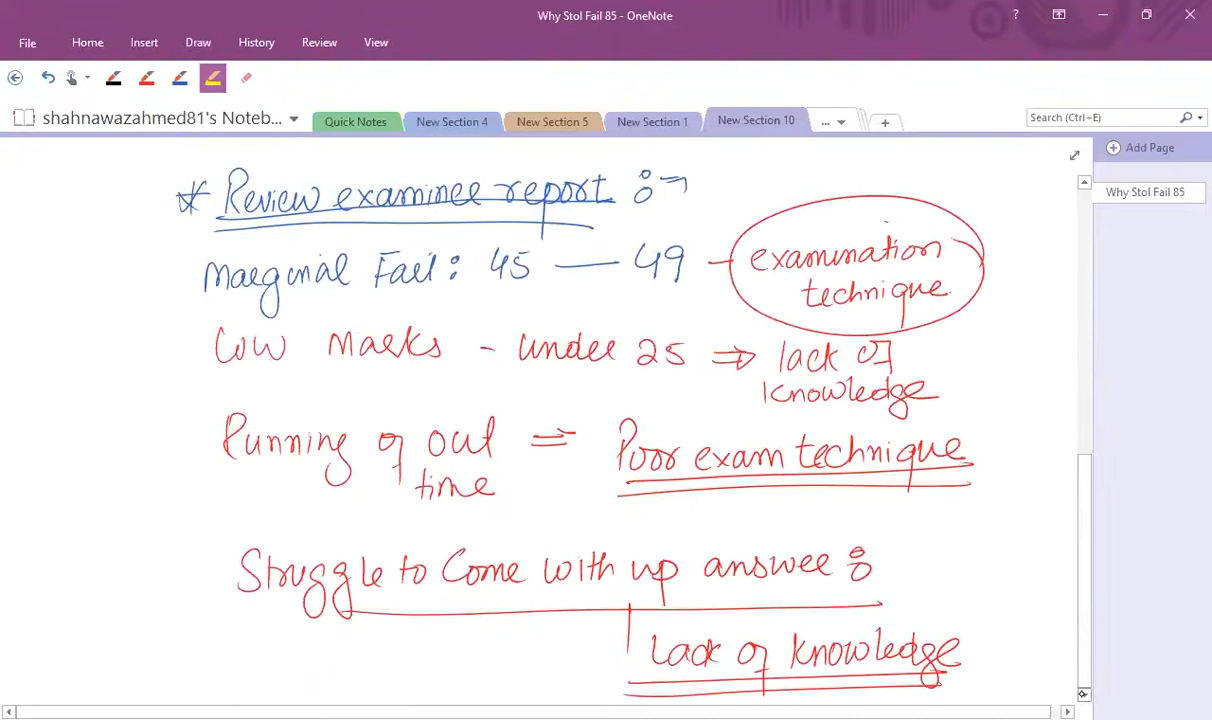 Why Stol Fail 85 - OneNote
?
File Home Insert Draw History Review View
shahnawazahmed81's Noteb...
Quick Notes New Section 4 New Section 5 New Section 1 New Section 10 ... +
Search (Ctrl+E)
Add Page
Why Stol Fail 85
* Review examinee report :→
Marginal Fail : 45 — 49 – examination
technique
Low Marks - under 25 ⇒ lack of
knowledge
Running of out = Poor exam technique
time
Struggle to Come with up answer :
Lack of knowledge